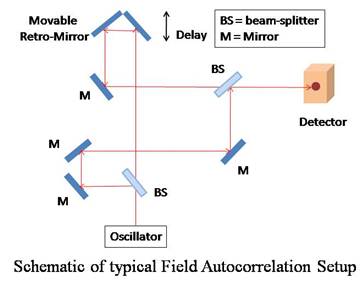 Movable
Retro-Mirror
Delay
BS = beam-splitter
M = Mirror
BS
M
Detector
M
M
BS
M
Oscillator
Schematic of typical Field Autocorrelation Setup